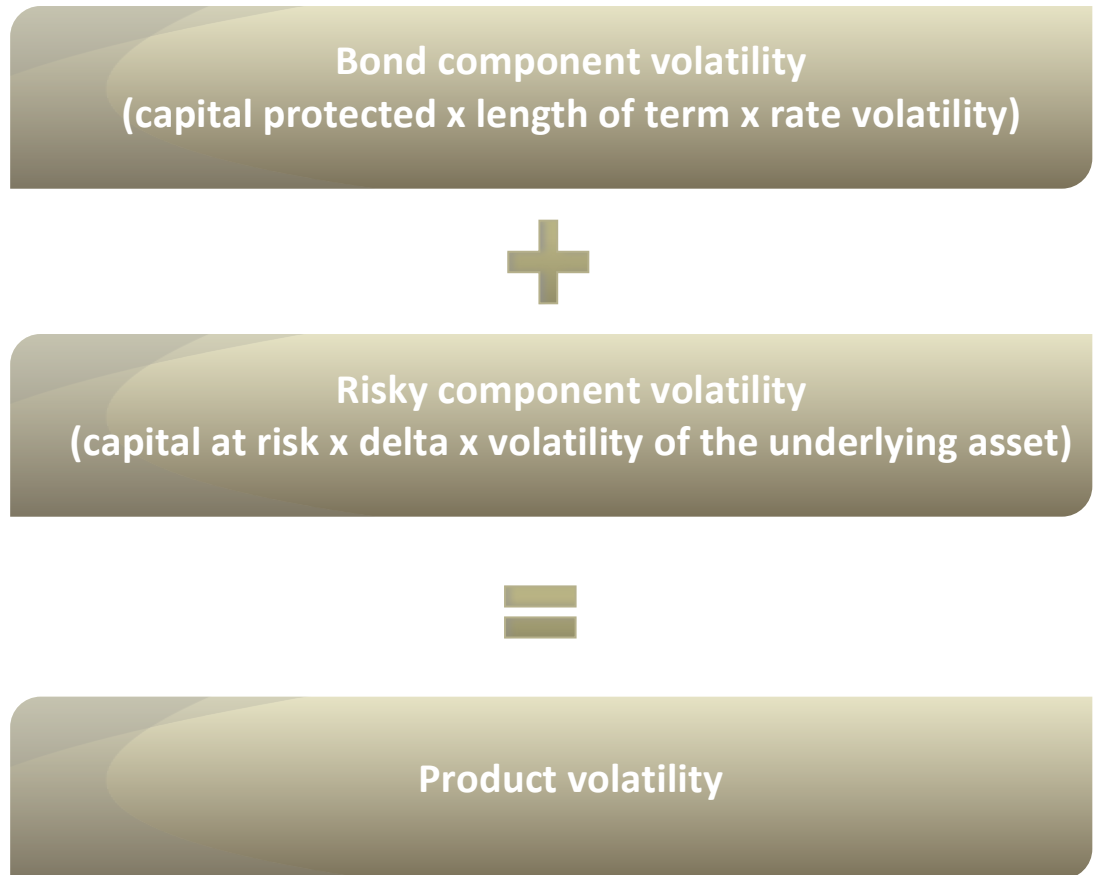 Bond component volatility
(capital protected x length of term x rate volatility)
+
Risky component volatility
(capital at risk x delta x volatility of the underlying asset)
=
Product volatility